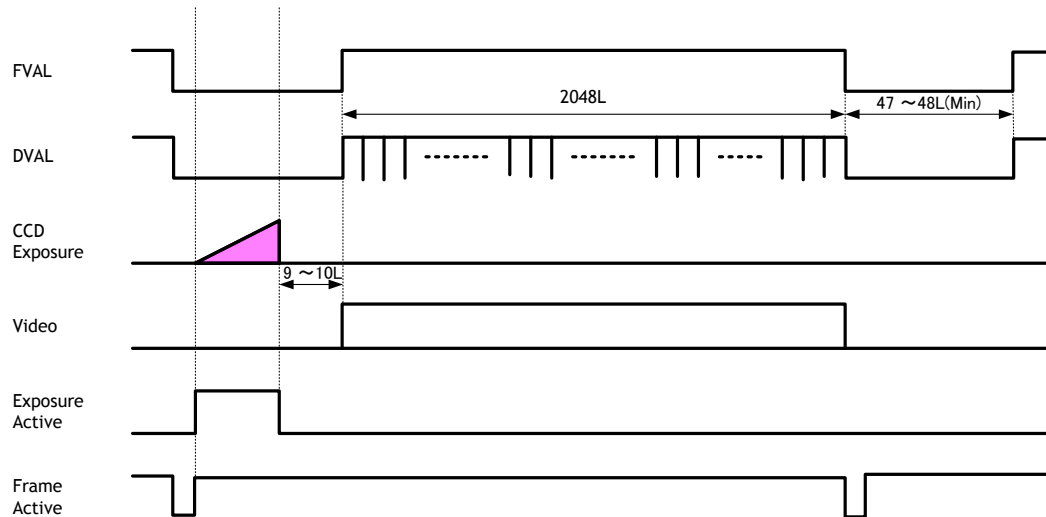 FVAL
2048L
47 ~48L(Min)
DVAL
CCD
Exposure
9 ~10L
Video
Exposure
Active
Frame
Active